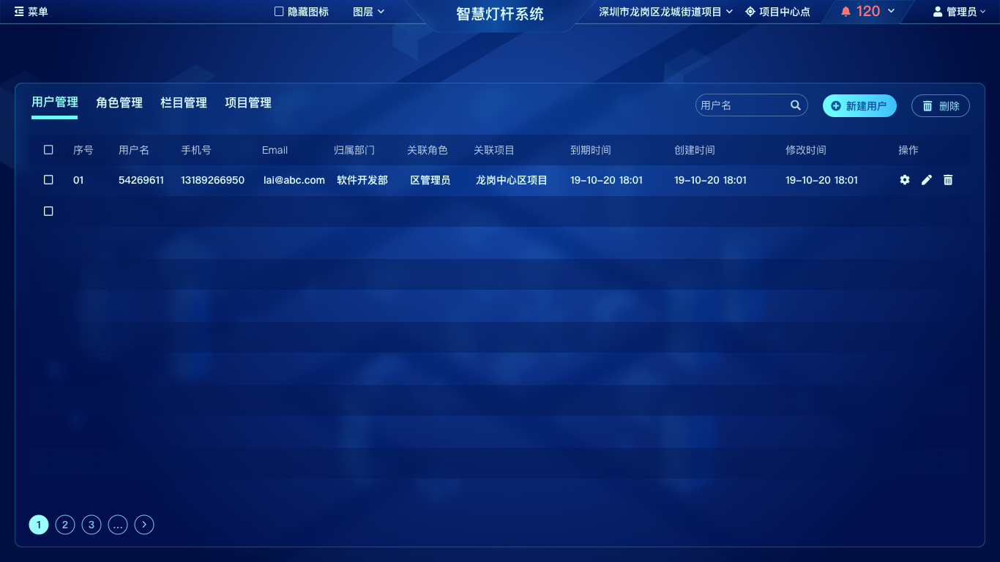 菜单
隐藏图标
图层
智慧灯杆系统
深圳市龙岗区龙城街道项目
项目中心点
120
管理员
用户管理 角色管理 栏目管理 项目管理
用户名
新建用户
删除
序号 用户名 手机号 Email 归属部门 关联角色 关联项目 到期时间 创建时间 修改时间 操作
01 54269611 13189266950 lai@abc.com 软件开发部 区管理员 龙岗中心区项目 19-10-20 18:01 19-10-20 18:01 19-10-20 18:01
1 2 3 ...